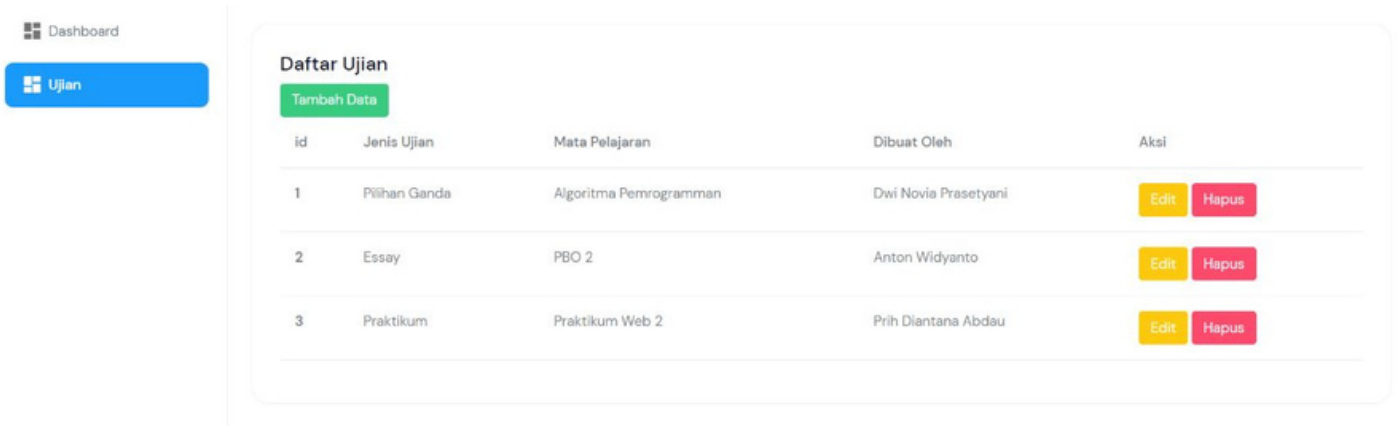 Dashboard
Ujian
Daftar Ujian
Tambah Data
id Jenis Ujian Mata Pelajaran Dibuat Oleh Aksi
1 Pilihan Ganda Algoritma Pemrogramman Dwi Novia Prasetyani Edit Hapus
2 Essay PBO 2 Anton Widyanto Edit Hapus
3 Praktikum Praktikum Web 2 Prih Diantana Abdau Edit Hapus